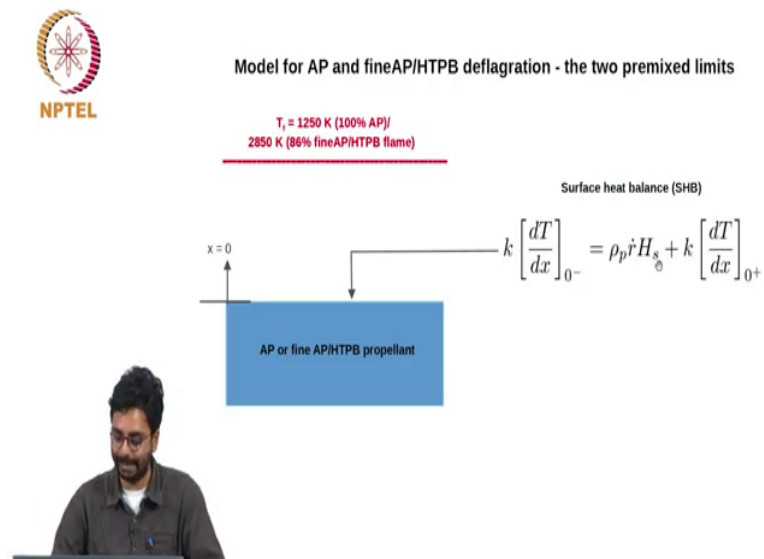 NPTEL
Model for AP and fineAP/HTPB deflagration - the two premixed limits
T_f = 1250 K (100% AP)/
2850 K (86% fineAP/HTPB flame)
Surface heat balance (SHB)
k [dT/dx]_{0^-} = ρ_p ṙ H_s + k [dT/dx]_{0^+}
x = 0
AP or fine AP/HTPB propellant